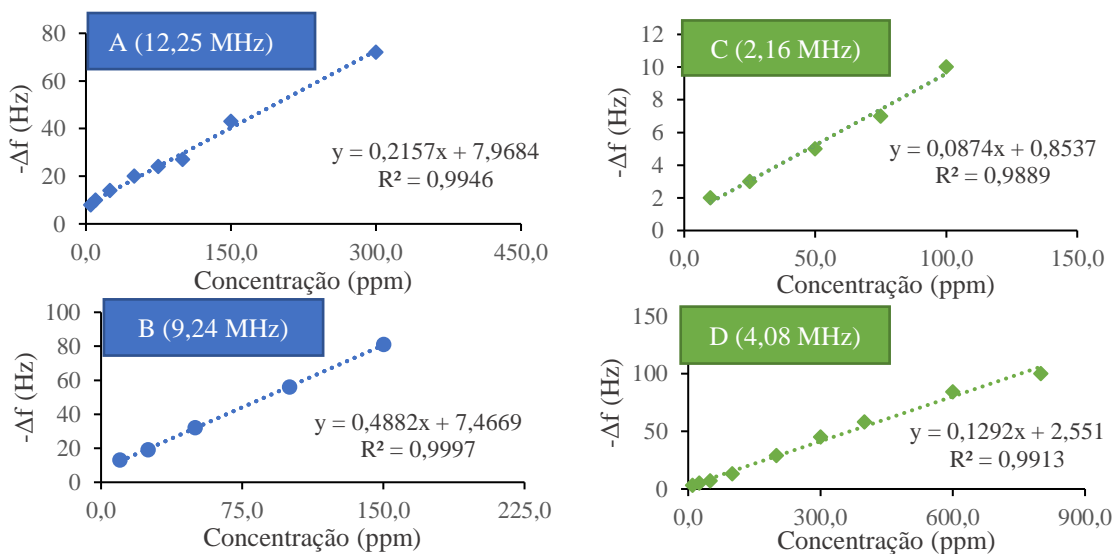 A (12,25 MHz)
-Δf (Hz)
80
60
40
20
0
0,0
150,0
300,0
450,0
y = 0,2157x + 7,9684
R² = 0,9946
Concentração (ppm)
C (2,16 MHz)
-Δf (Hz)
12
10
8
6
4
2
0
0,0
50,0
100,0
150,0
y = 0,0874x + 0,8537
R² = 0,9889
Concentração (ppm)
B (9,24 MHz)
-Δf (Hz)
100
80
60
40
20
0
0,0
75,0
150,0
225,0
y = 0,4882x + 7,4669
R² = 0,9997
Concentração (ppm)
D (4,08 MHz)
-Δf (Hz)
150
100
50
0
0,0
300,0
600,0
900,0
y = 0,1292x + 2,551
R² = 0,9913
Concentração (ppm)